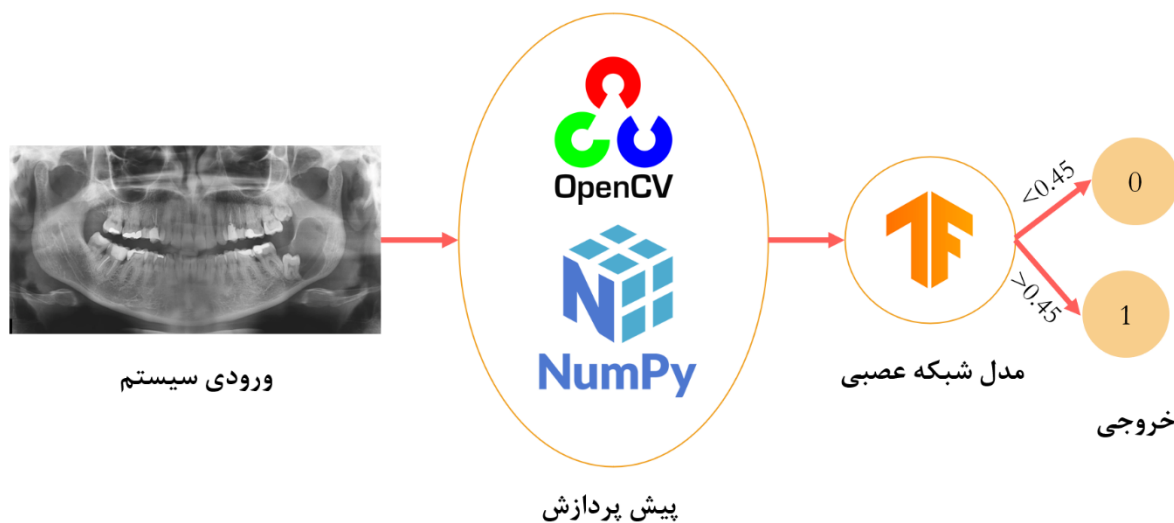 OpenCV
NumPy
<0.45
>0.45
0
1
ورودی سیستم
پیش پردازش
مدل شبکه عصبی
خروجی